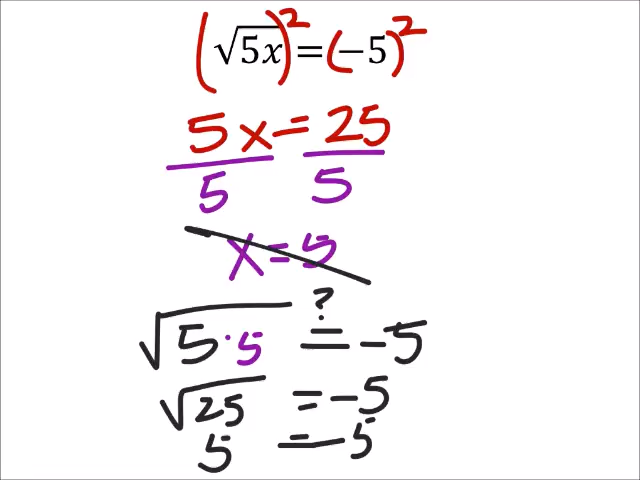 (√5x)² = (−5)²
5x = 25
5 5
x = 5
?
√5·5 = −5
√25 = −5
5 = −5